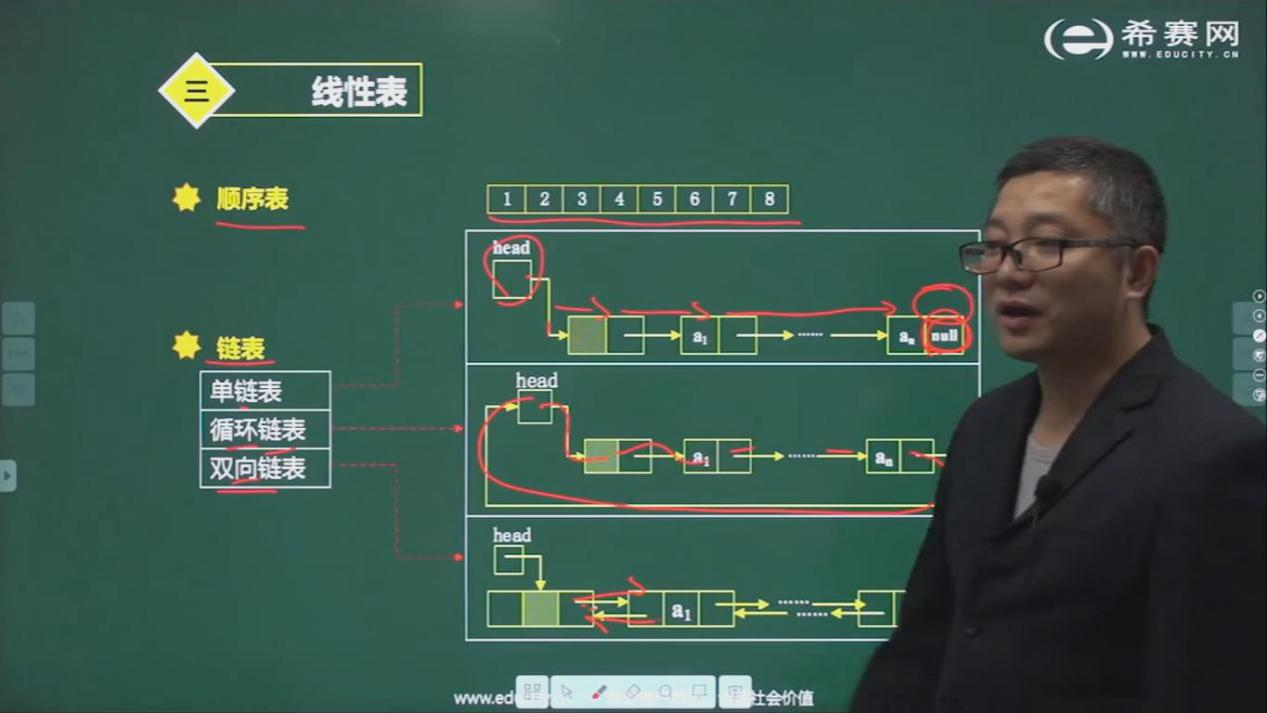 希赛网
WWW.EDUCITY.CN
三 线性表
顺序表
1 2 3 4 5 6 7 8
head
a1 …… an null
链表
单链表
循环链表
双向链表
head
a1 …… an
head
a1 …… ……
www.edu 社会价值